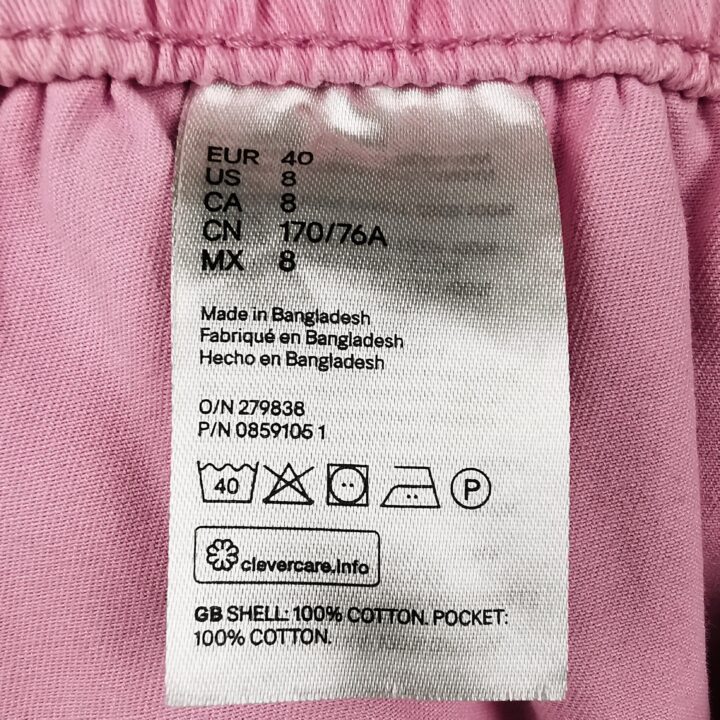 EUR 40
US 8
CA 8
CN 170/76A
MX 8
Made in Bangladesh
Fabriqué en Bangladesh
Hecho en Bangladesh
O/N 279838
P/N 0859105 1
40 P
clevercare.info
GB SHELL: 100% COTTON. POCKET:
100% COTTON.